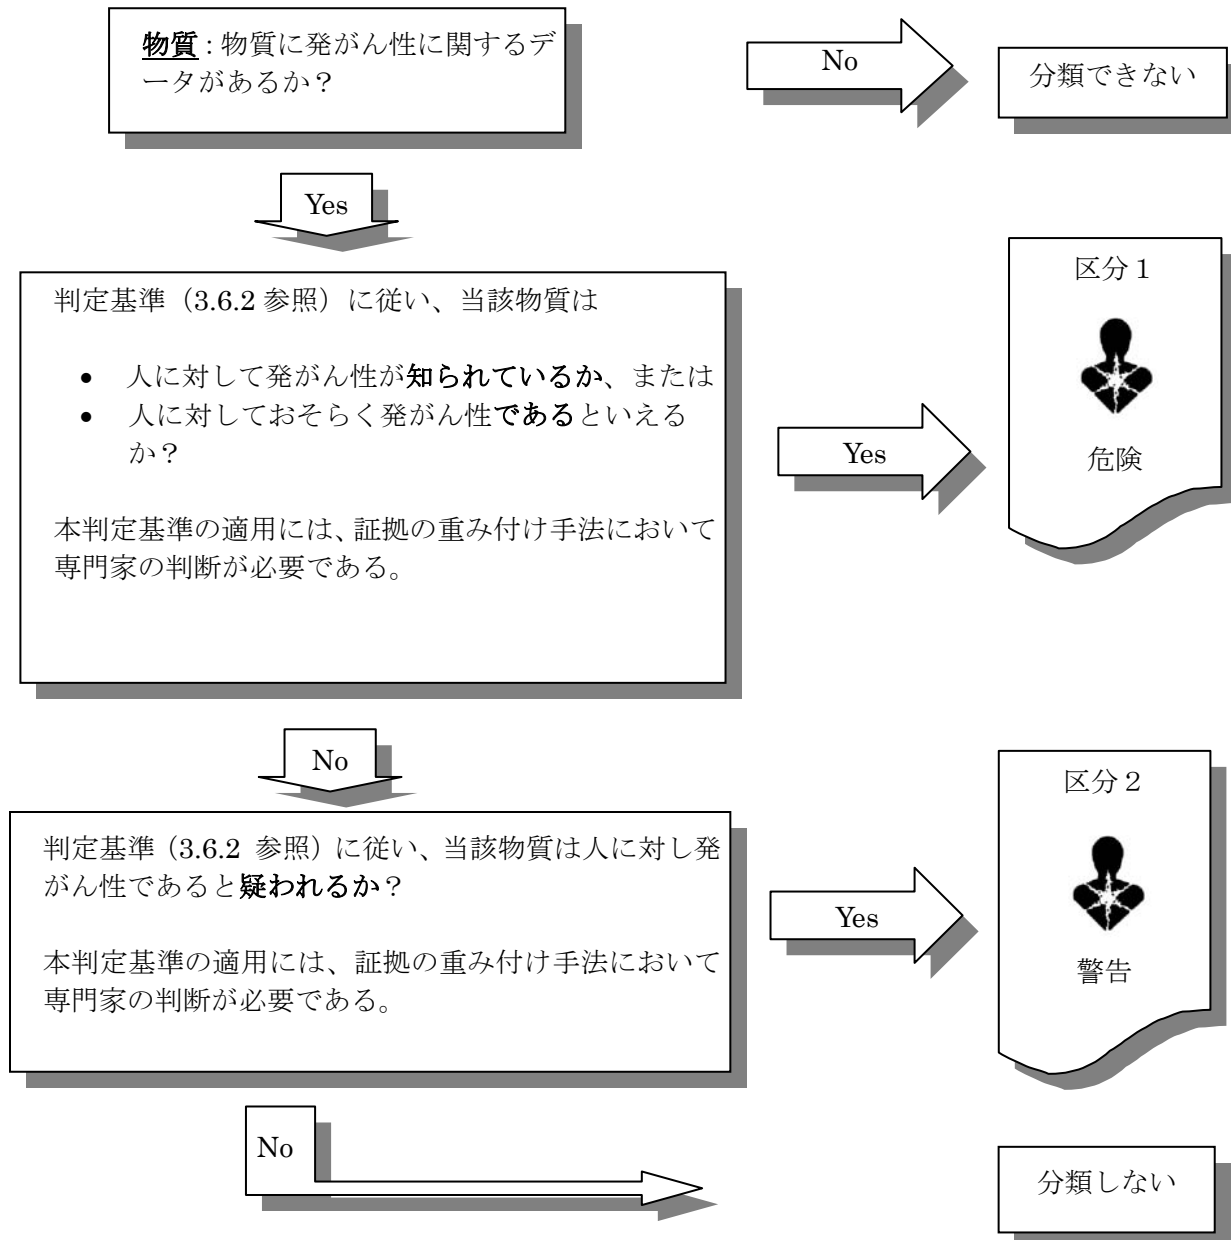 物質 : 物質に発がん性に関するデ
ータがあるか？
No
分類できない
Yes
判定基準（3.6.2 参照）に従い、当該物質は
• 人に対して発がん性が知られているか、または
• 人に対しておそらく発がん性であるといえる
か？
本判定基準の適用には、証拠の重み付け手法において
専門家の判断が必要である。
Yes
区分１
危険
No
判定基準（3.6.2 参照）に従い、当該物質は人に対し発
がん性であると疑われるか？
本判定基準の適用には、証拠の重み付け手法において
専門家の判断が必要である。
Yes
区分２
警告
No
分類しない